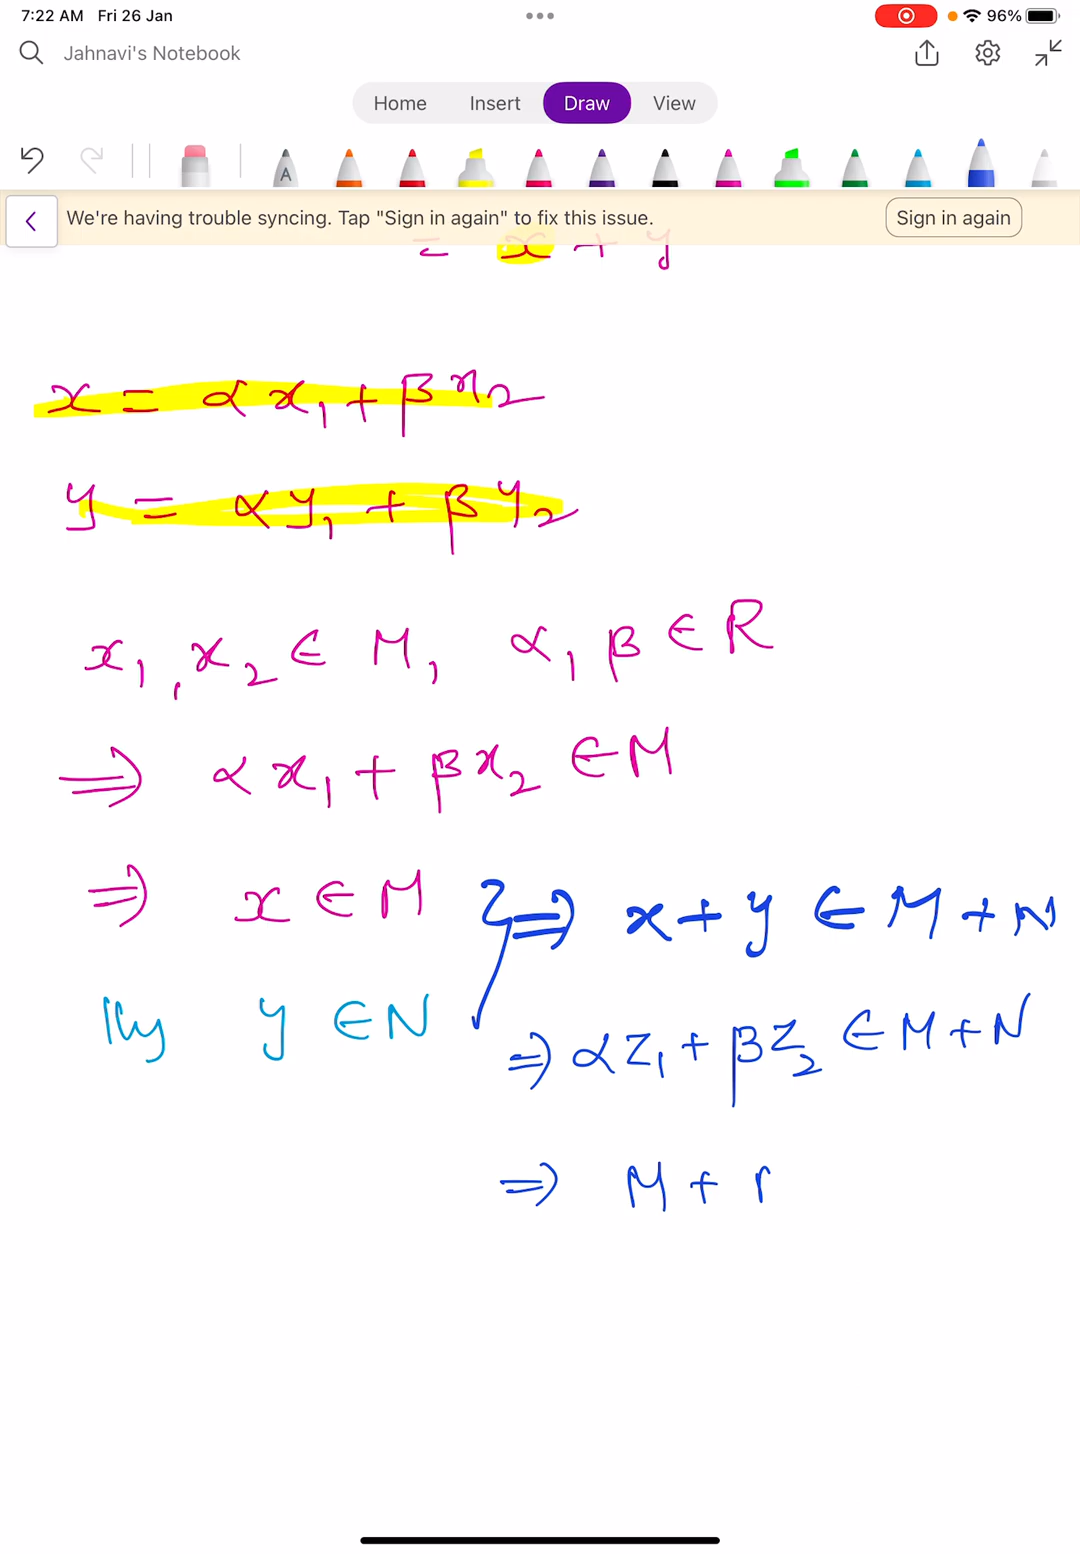 7:22 AM Fri 26 Jan
96%
Jahnavi's Notebook
Home Insert Draw View
A
We're having trouble syncing. Tap "Sign in again" to fix this issue.
Sign in again
= x + y
x = αx₁ + βx₂
y = αy₁ + βy₂
x₁, x₂ ∈ M, α, β ∈ R
⇒ αx₁ + βx₂ ∈ M
⇒ x ∈ M } ⇒ x + y ∈ M + N
llly y ∈ N
⇒ αz₁ + βz₂ ∈ M + N
⇒ M +